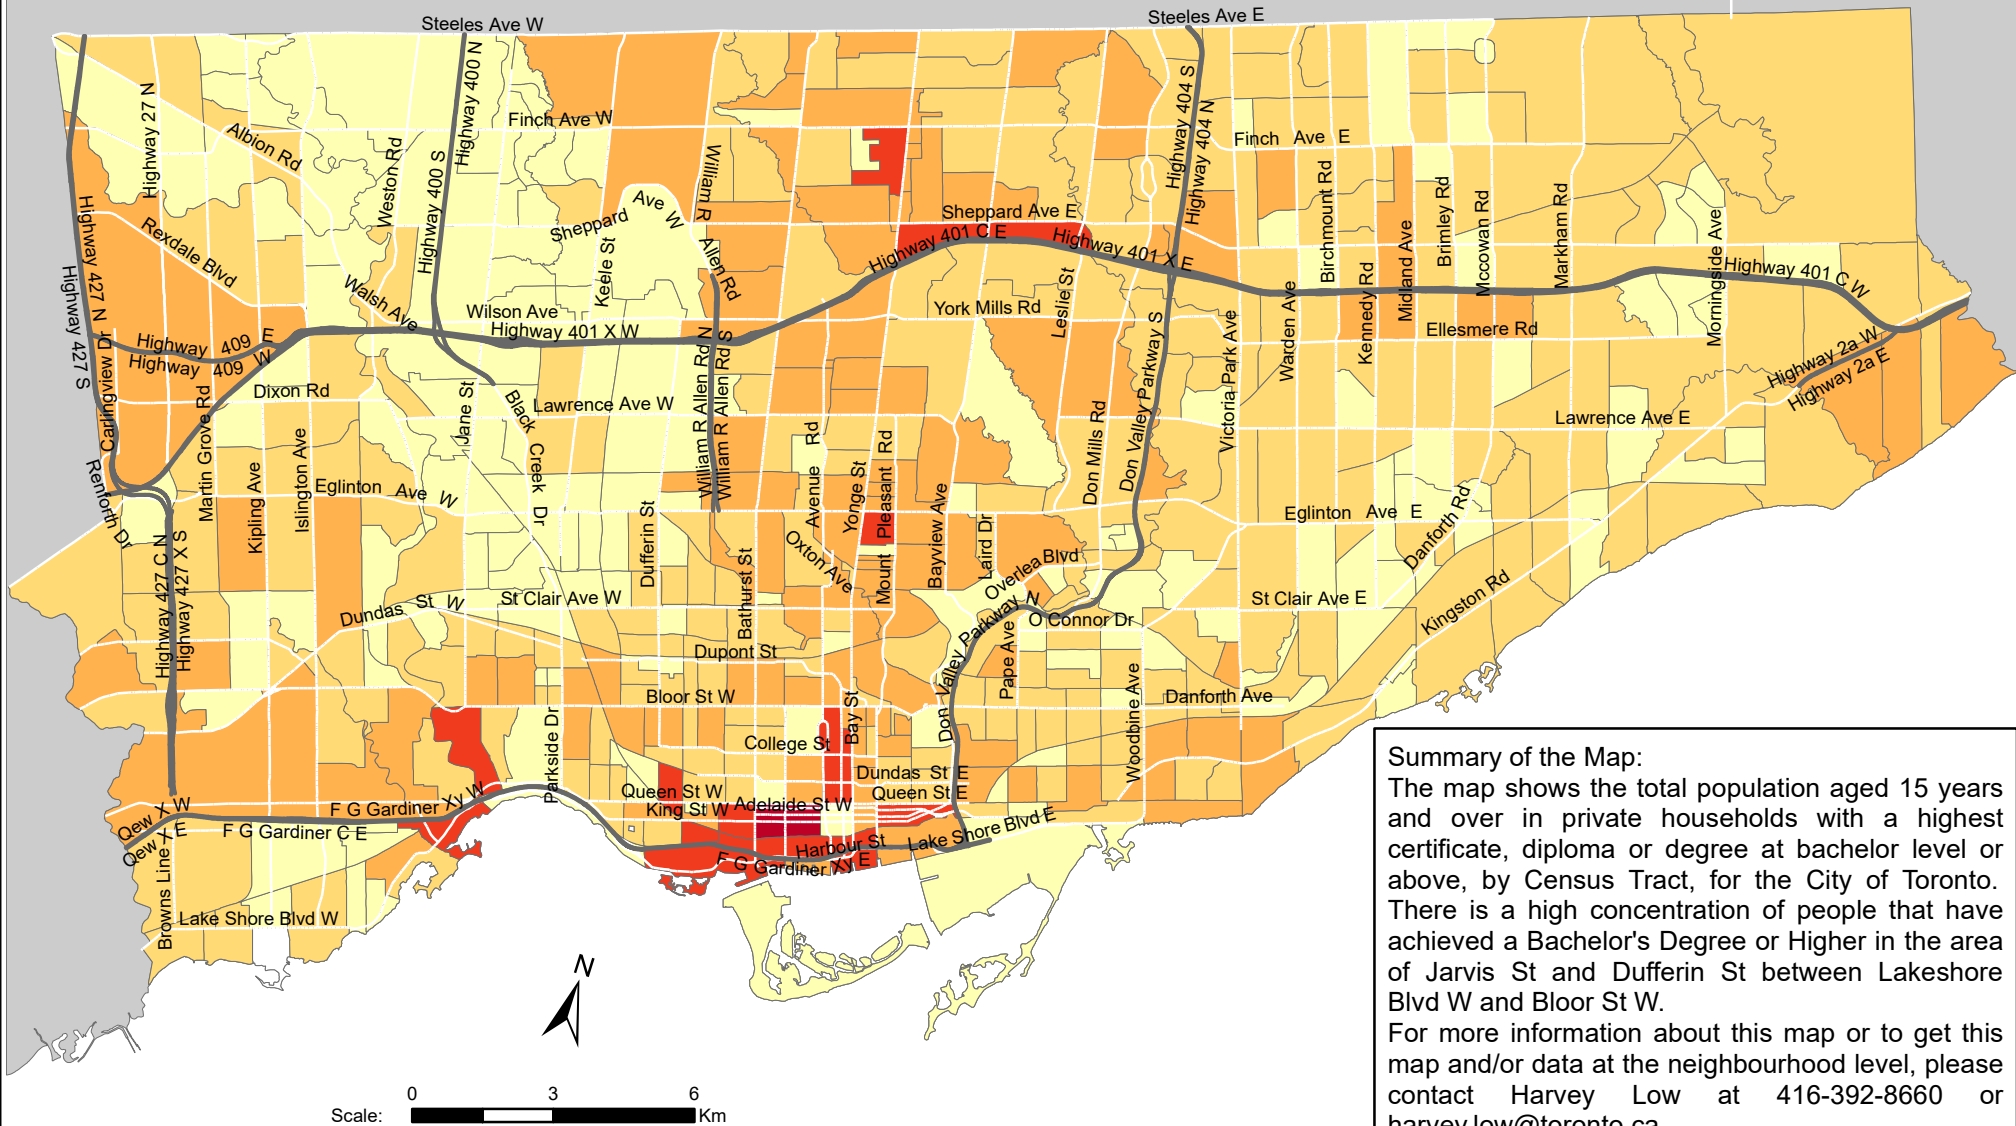 Steeles Ave W
Steeles Ave E
Highway 400 N
Highway 404 S
Highway 27 N
Finch Ave W
Albion Rd
Weston Rd
Highway 400 S
William R
Highway 404 N
Finch Ave E
Birchmount Rd
Brimley Rd
Mccowan Rd
Markham Rd
Midland Ave
Morningside Ave
Highway 427 N
Rexdale Blvd
Sheppard Ave W
Keele St
Allen Rd
Sheppard Ave E
Highway 401 C E
Highway 401 X E
Highway 401 C W
Highway 427 S
Walsh Ave
Wilson Ave
Highway 401 X W
York Mills Rd
Leslie St
Kennedy Rd
Warden Ave
Ellesmere Rd
Highway 409 E
Highway 409 W
Carlingview Dr
Dixon Rd
Martin Grove Rd
Jane St
Black Creek Dr
Lawrence Ave W
William R Allen Rd N
William R Allen Rd S
Don Valley Parkway S
Victoria Park Ave
Highway 2a W
Highway 2a E
Lawrence Ave E
Renforth Dr
Kipling Ave
Islington Ave
Eglinton Ave W
Avenue Rd
Yonge St
Mount Pleasant Rd
Bayview Ave
Laird Dr
Don Mills Rd
Eglinton Ave E
Danforth Rd
Highway 427 C N
Highway 427 X S
Dufferin St
Bathurst St
Oxton Ave
Overlea Blvd
Dundas St W
St Clair Ave W
St Clair Ave E
Kingston Rd
O Connor Dr
Don Valley Parkway N
Pape Ave
Dupont St
Bloor St W
Bay St
Woodbine Ave
Danforth Ave
Parkside Dr
College St
Dundas St E
Queen St W
Queen St E
King St W
Adelaide St W
Qew X W
Qew X E
F G Gardiner Xy W
F G Gardiner C E
Harbour St
Lake Shore Blvd E
F G Gardiner Xy E
Browns Line
Lake Shore Blvd W
N
0 3 6
Scale: Km
Summary of the Map:
The map shows the total population aged 15 years
and over in private households with a highest
certificate, diploma or degree at bachelor level or
above, by Census Tract, for the City of Toronto.
There is a high concentration of people that have
achieved a Bachelor's Degree or Higher in the area
of Jarvis St and Dufferin St between Lakeshore
Blvd W and Bloor St W.
For more information about this map or to get this
map and/or data at the neighbourhood level, please
contact Harvey Low at 416-392-8660 or
harvey.low@toronto.ca